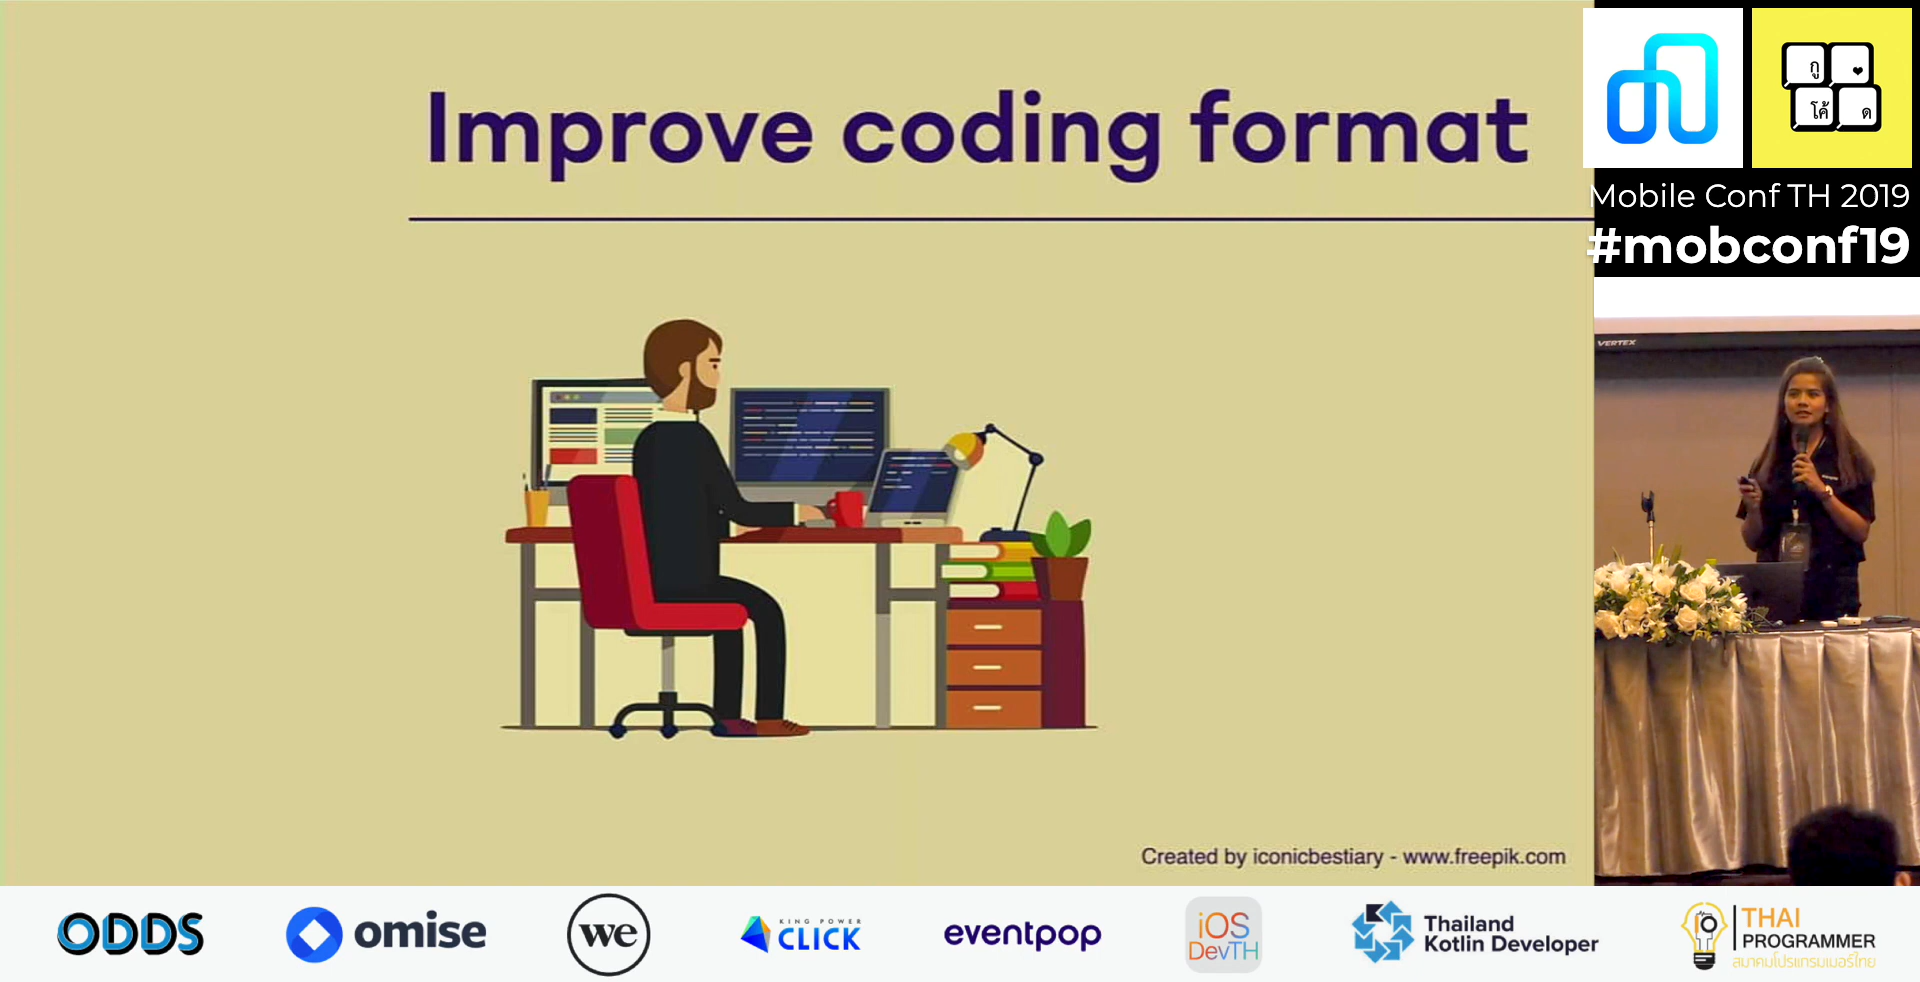 Improve coding format
กู
โค้
ด
Mobile Conf TH 2019
#mobconf19
VERTEX
Created by iconicbestiary - www.freepik.com
ODDS
omise
we
KING POWER
CLICK
eventpop
iOS
DevTH
Thailand
Kotlin Developer
THAI
PROGRAMMER
สมาคมโปรแกรมเมอร์ไทย